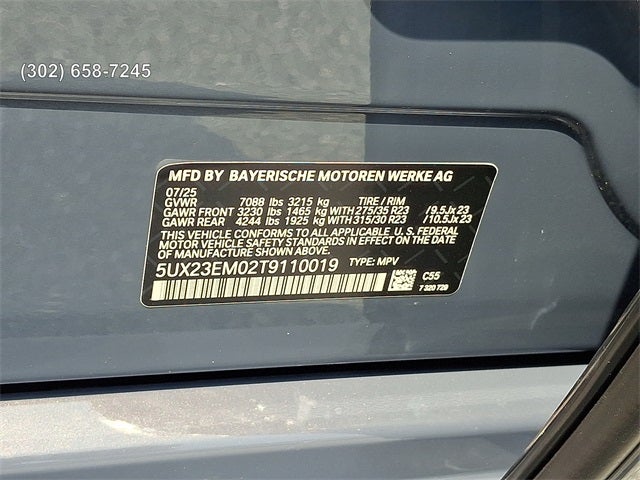 (302) 658-7245
MFD BY BAYERISCHE MOTOREN WERKE AG
07/25
GVWR 7088 lbs 3215 kg TIRE / RIM
GAWR FRONT 3230 lbs 1465 kg WITH 275/35 R23 /9.5Jx23
GAWR REAR 4244 lbs 1925 kg WITH 315/30 R23 /10.5Jx23
THIS VEHICLE CONFORMS TO ALL APPLICABLE U.S. FEDERAL
MOTOR VEHICLE SAFETY STANDARDS IN EFFECT ON THE DATE OF
MANUFACTURE SHOWN ABOVE.
5UX23EM02T9110019 TYPE: MPV
C55
7 320 728